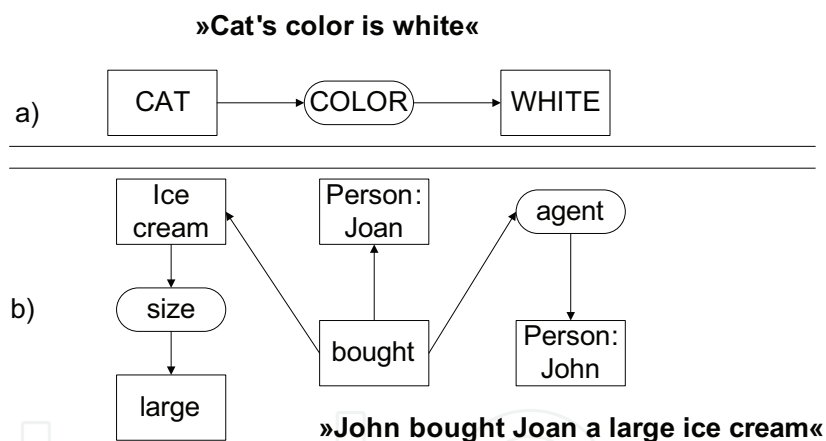 »Cat's color is white«
a)
CAT
COLOR
WHITE
Ice
cream
Person:
Joan
agent
b)
size
bought
Person:
John
large
»John bought Joan a large ice cream«